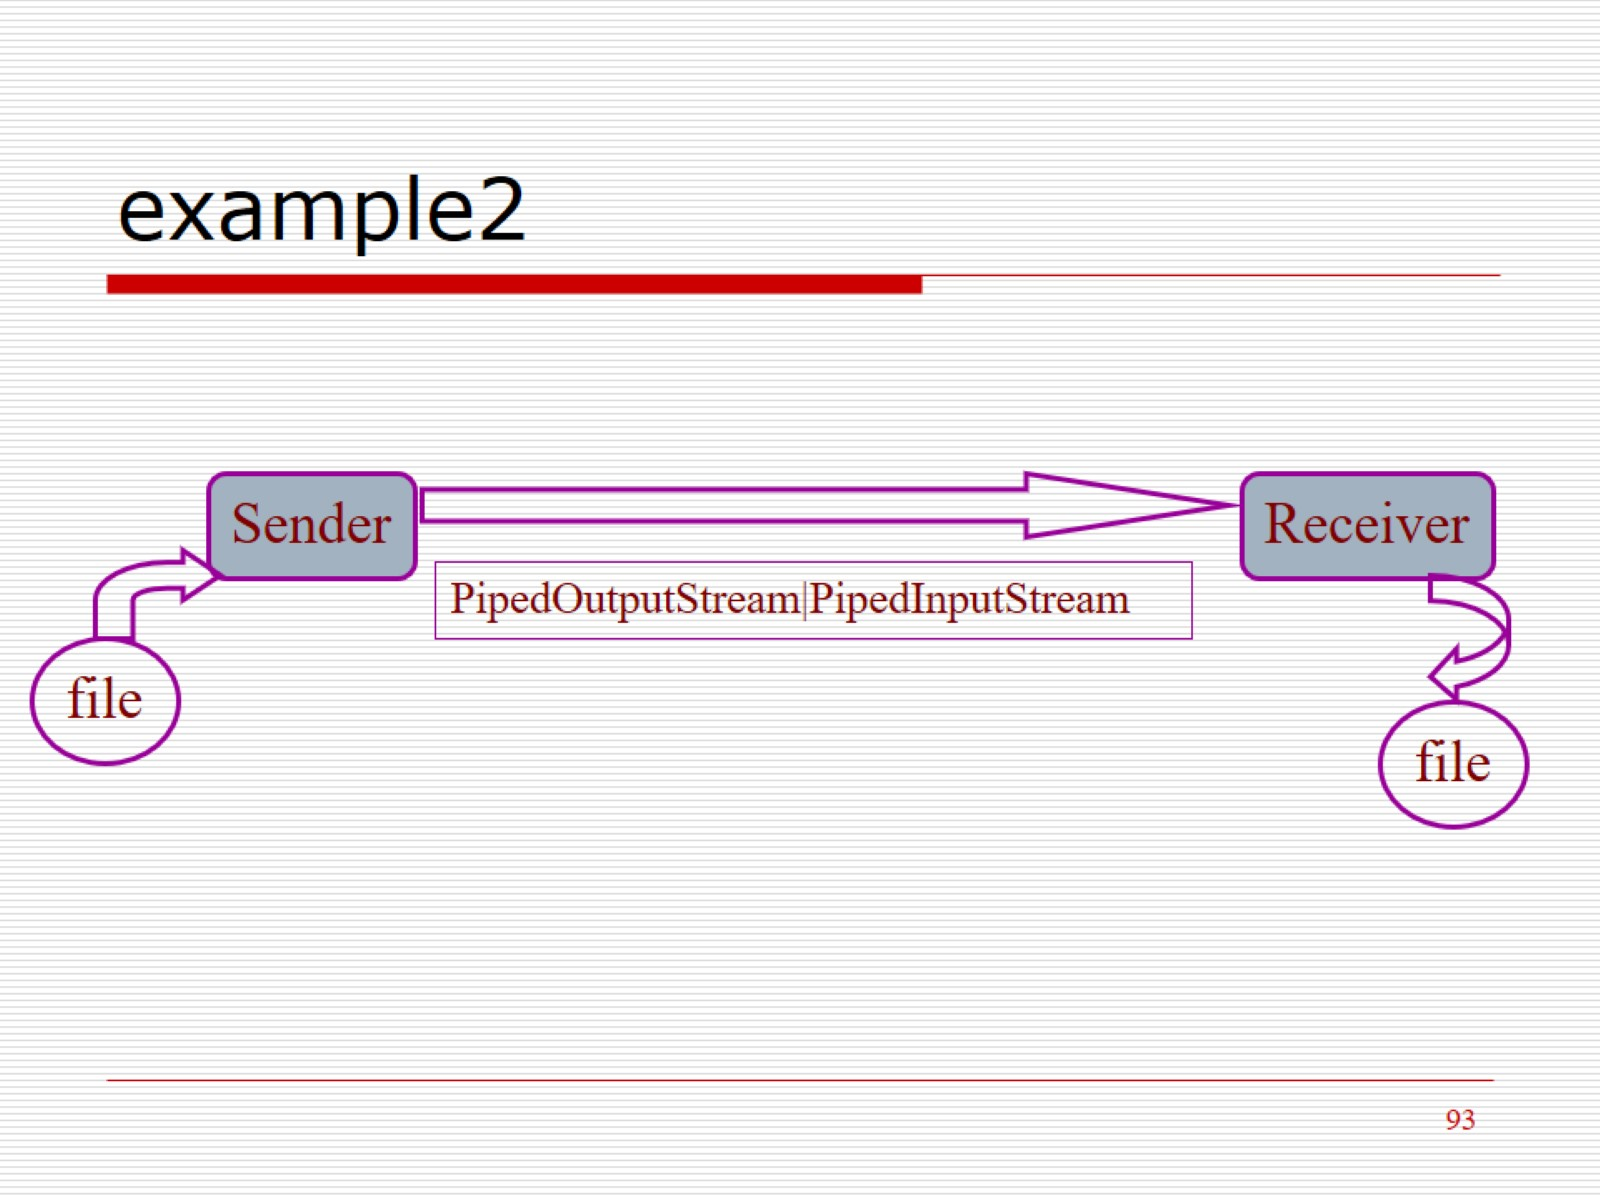 example2
Sender
Receiver
PipedOutputStream|PipedInputStream
file
file
93